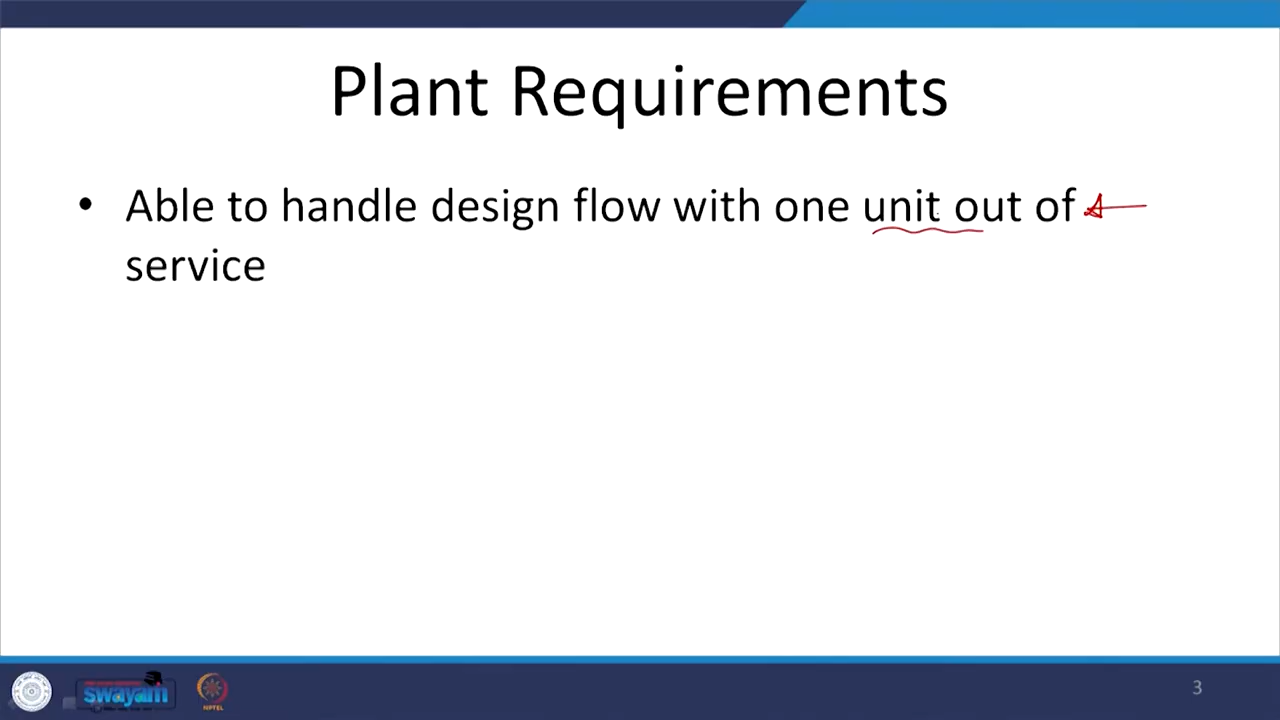 Plant Requirements
• Able to handle design flow with one unit out of
service
swayam
NPTEL
3